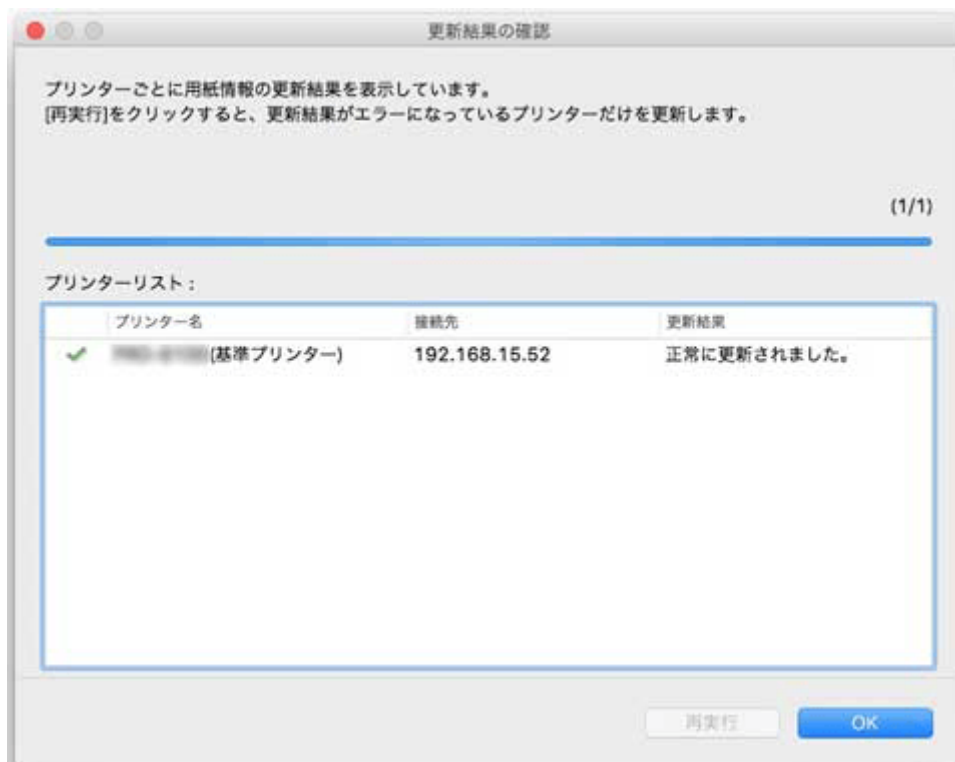 更新結果の確認
プリンターごとに用紙情報の更新結果を表示しています。
[再実行]をクリックすると、更新結果がエラーになっているプリンターだけを更新します。
(1/1)
プリンターリスト：
プリンター名 接続先 更新結果
(基準プリンター) 192.168.15.52 正常に更新されました。
再実行 OK